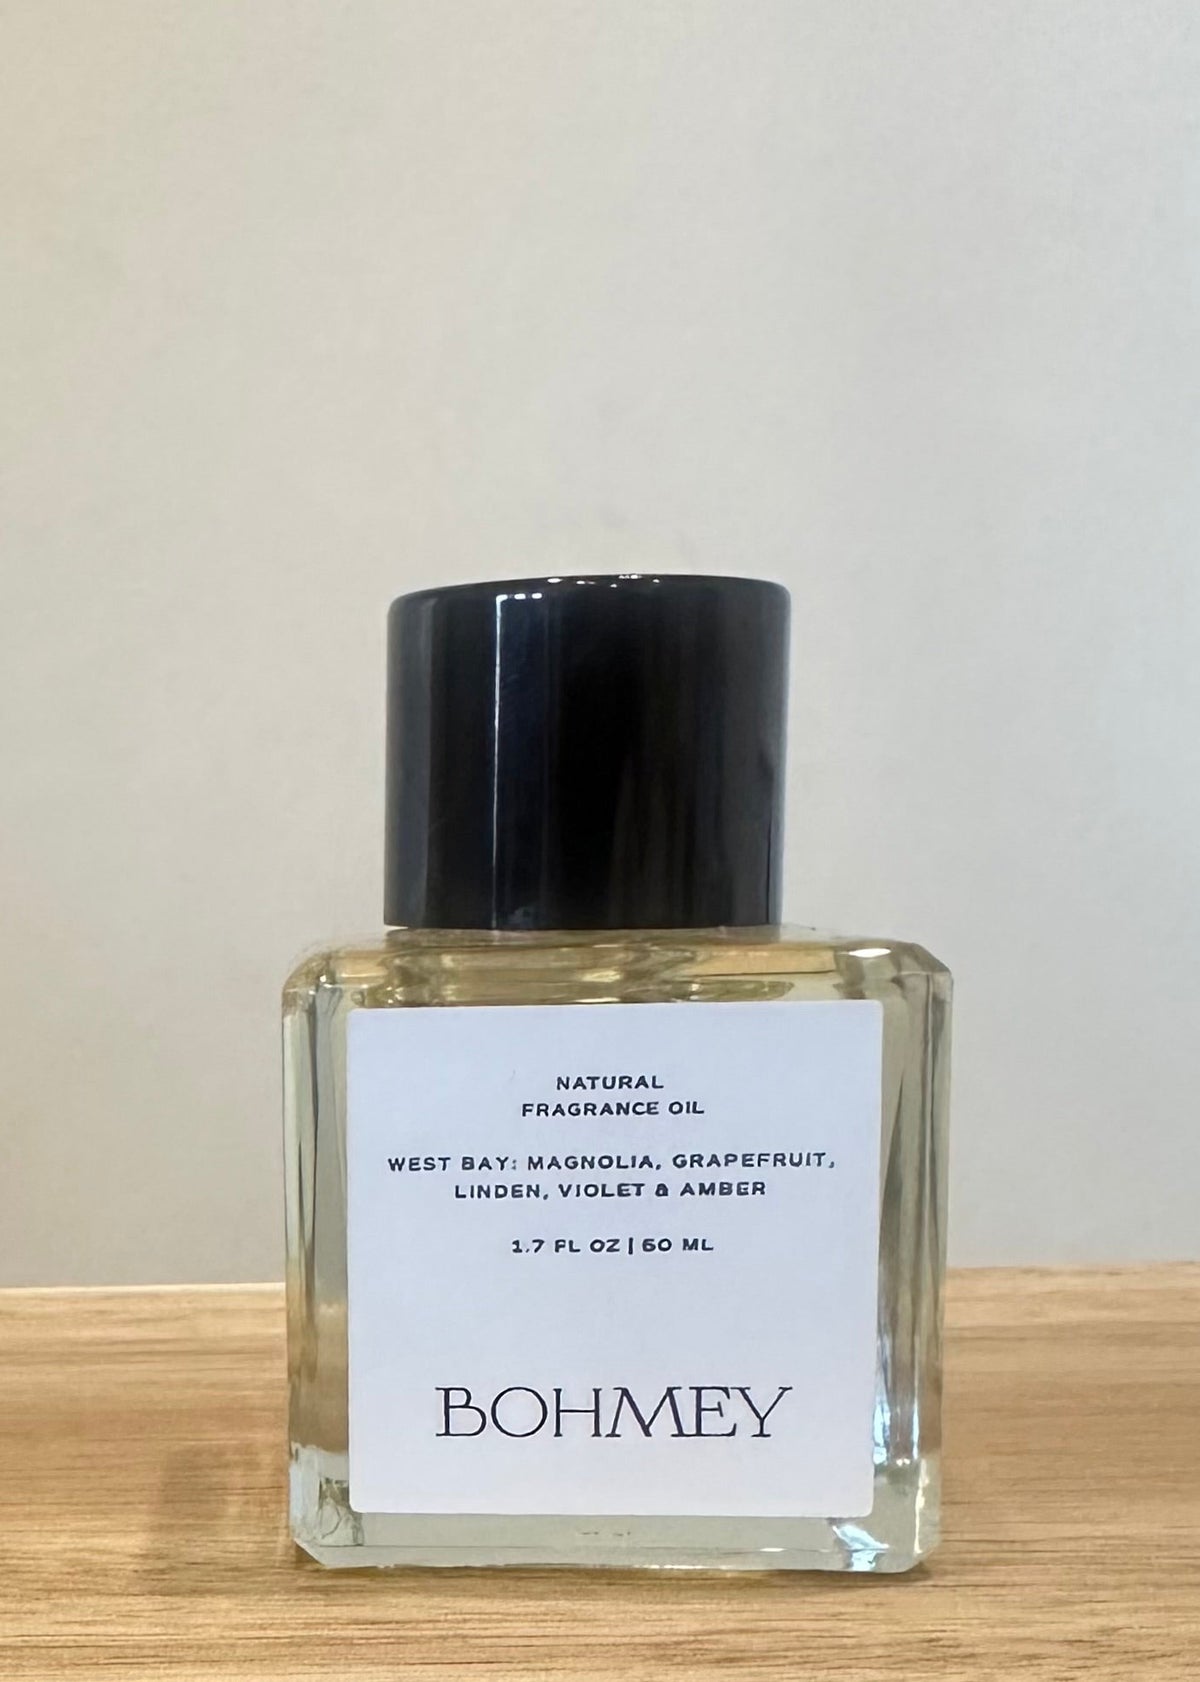 NATURAL
FRAGRANCE OIL
WEST BAY: MAGNOLIA, GRAPEFRUIT,
LINDEN, VIOLET & AMBER
1.7 FL OZ | 50 ML
BOHMEY